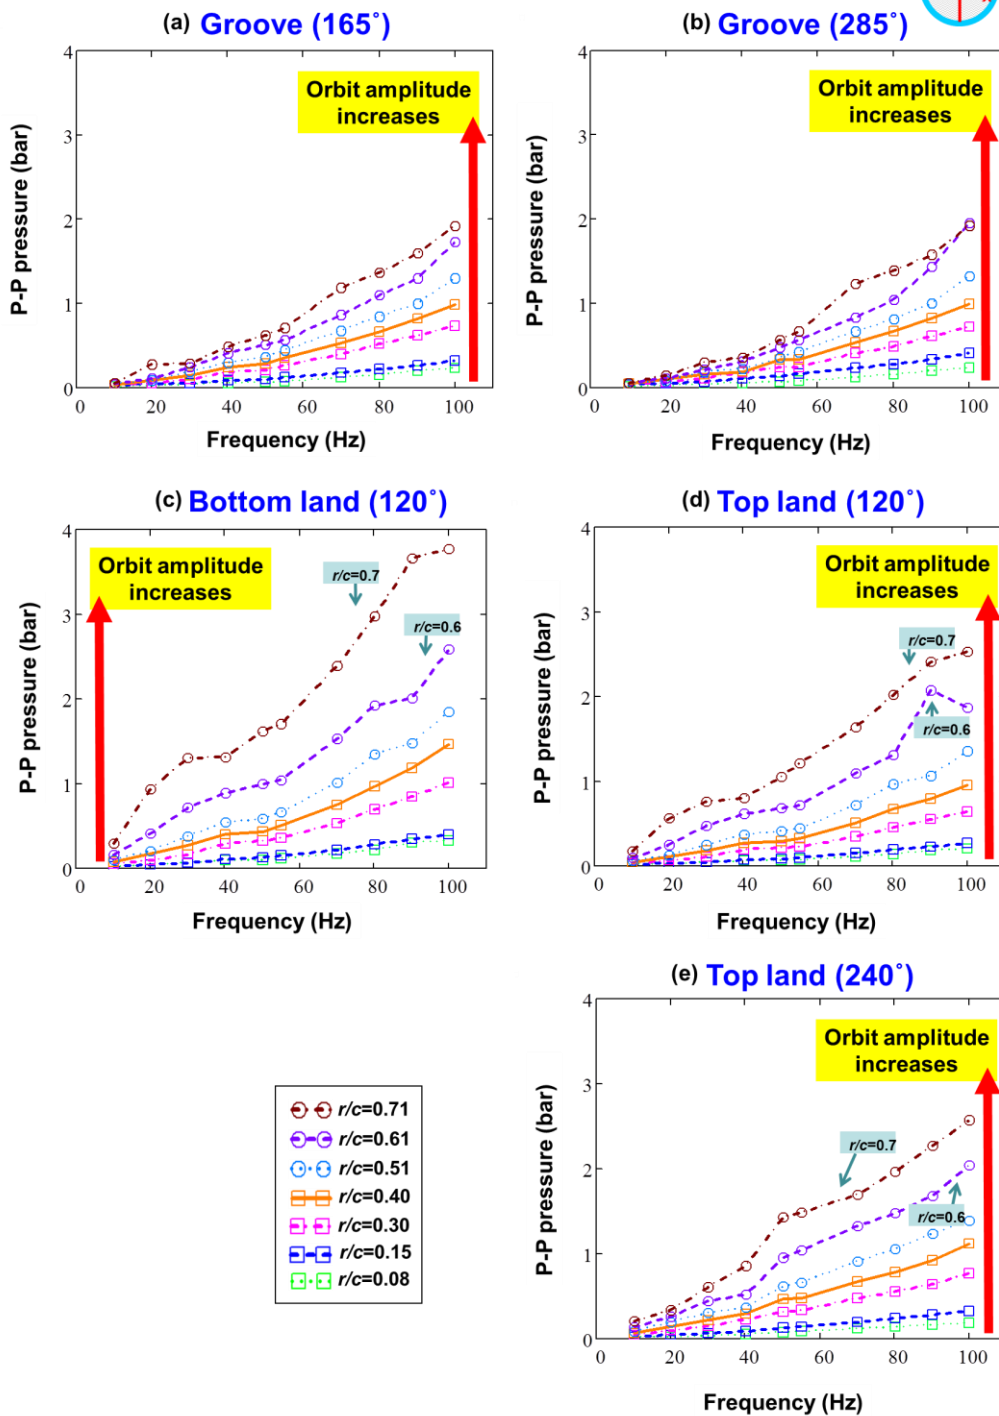 (a) Groove (165˚)
4
3
2
1
0
0
20
40
60
80
100
P-P pressure (bar)
Frequency (Hz)
Orbit amplitude
increases
(b) Groove (285˚)
4
3
2
1
0
0
20
40
60
80
100
P-P pressure (bar)
Frequency (Hz)
Orbit amplitude
increases
(c) Bottom land (120˚)
4
3
2
1
0
0
20
40
60
80
100
P-P pressure (bar)
Frequency (Hz)
Orbit amplitude
increases
r/c=0.7
r/c=0.6
(d) Top land (120˚)
4
3
2
1
0
0
20
40
60
80
100
P-P pressure (bar)
Frequency (Hz)
Orbit amplitude
increases
r/c=0.7
r/c=0.6
(e) Top land (240˚)
4
3
2
1
0
0
20
40
60
80
100
P-P pressure (bar)
Frequency (Hz)
Orbit amplitude
increases
r/c=0.7
r/c=0.6
r/c=0.71
r/c=0.61
r/c=0.51
r/c=0.40
r/c=0.30
r/c=0.15
r/c=0.08